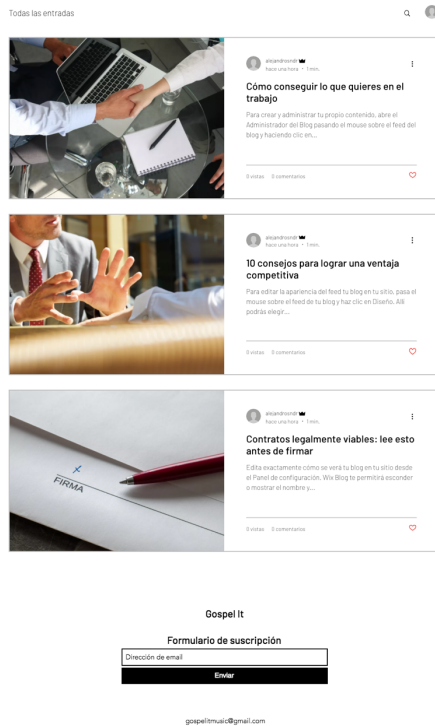 Todas las entradas
alejandrosndr
hace una hora • 1 min.
Cómo conseguir lo que quieres en el
trabajo
Para crear y administrar tu propio contenido, abre el
Administrador del Blog pasando el mouse sobre el feed del
blog y haciendo clic en...
0 vistas 0 comentarios
alejandrosndr
hace una hora • 1 min.
10 consejos para lograr una ventaja
competitiva
Para editar la apariencia del feed tu blog en tu sitio, pasa el
mouse sobre el feed de tu blog y haz clic en Diseño. Allí
podrás elegir...
0 vistas 0 comentarios
alejandrosndr
hace una hora • 1 min.
FIRMA
Contratos legalmente viables: lee esto
antes de firmar
Edita exactamente cómo se verá tu blog en tu sitio desde
el Panel de configuración. Wix Blog te permitirá esconder
o mostrar el nombre y...
0 vistas 0 comentarios
Gospel It
Formulario de suscripción
Dirección de email
Enviar
gospelitmusic@gmail.com